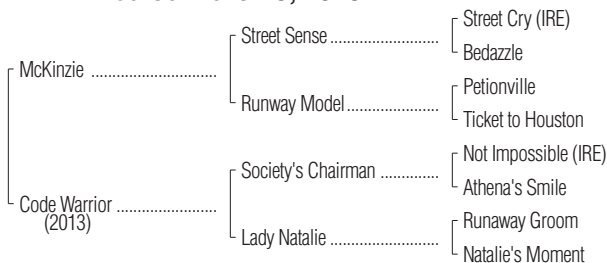 Street Cry (IRE)
Street Sense
Bedazzle
McKinzie
Petionville
Runway Model
Ticket to Houston
Not Impossible (IRE)
Society's Chairman
Athena's Smile
Code Warrior
(2013)
Runaway Groom
Lady Natalie
Natalie's Moment